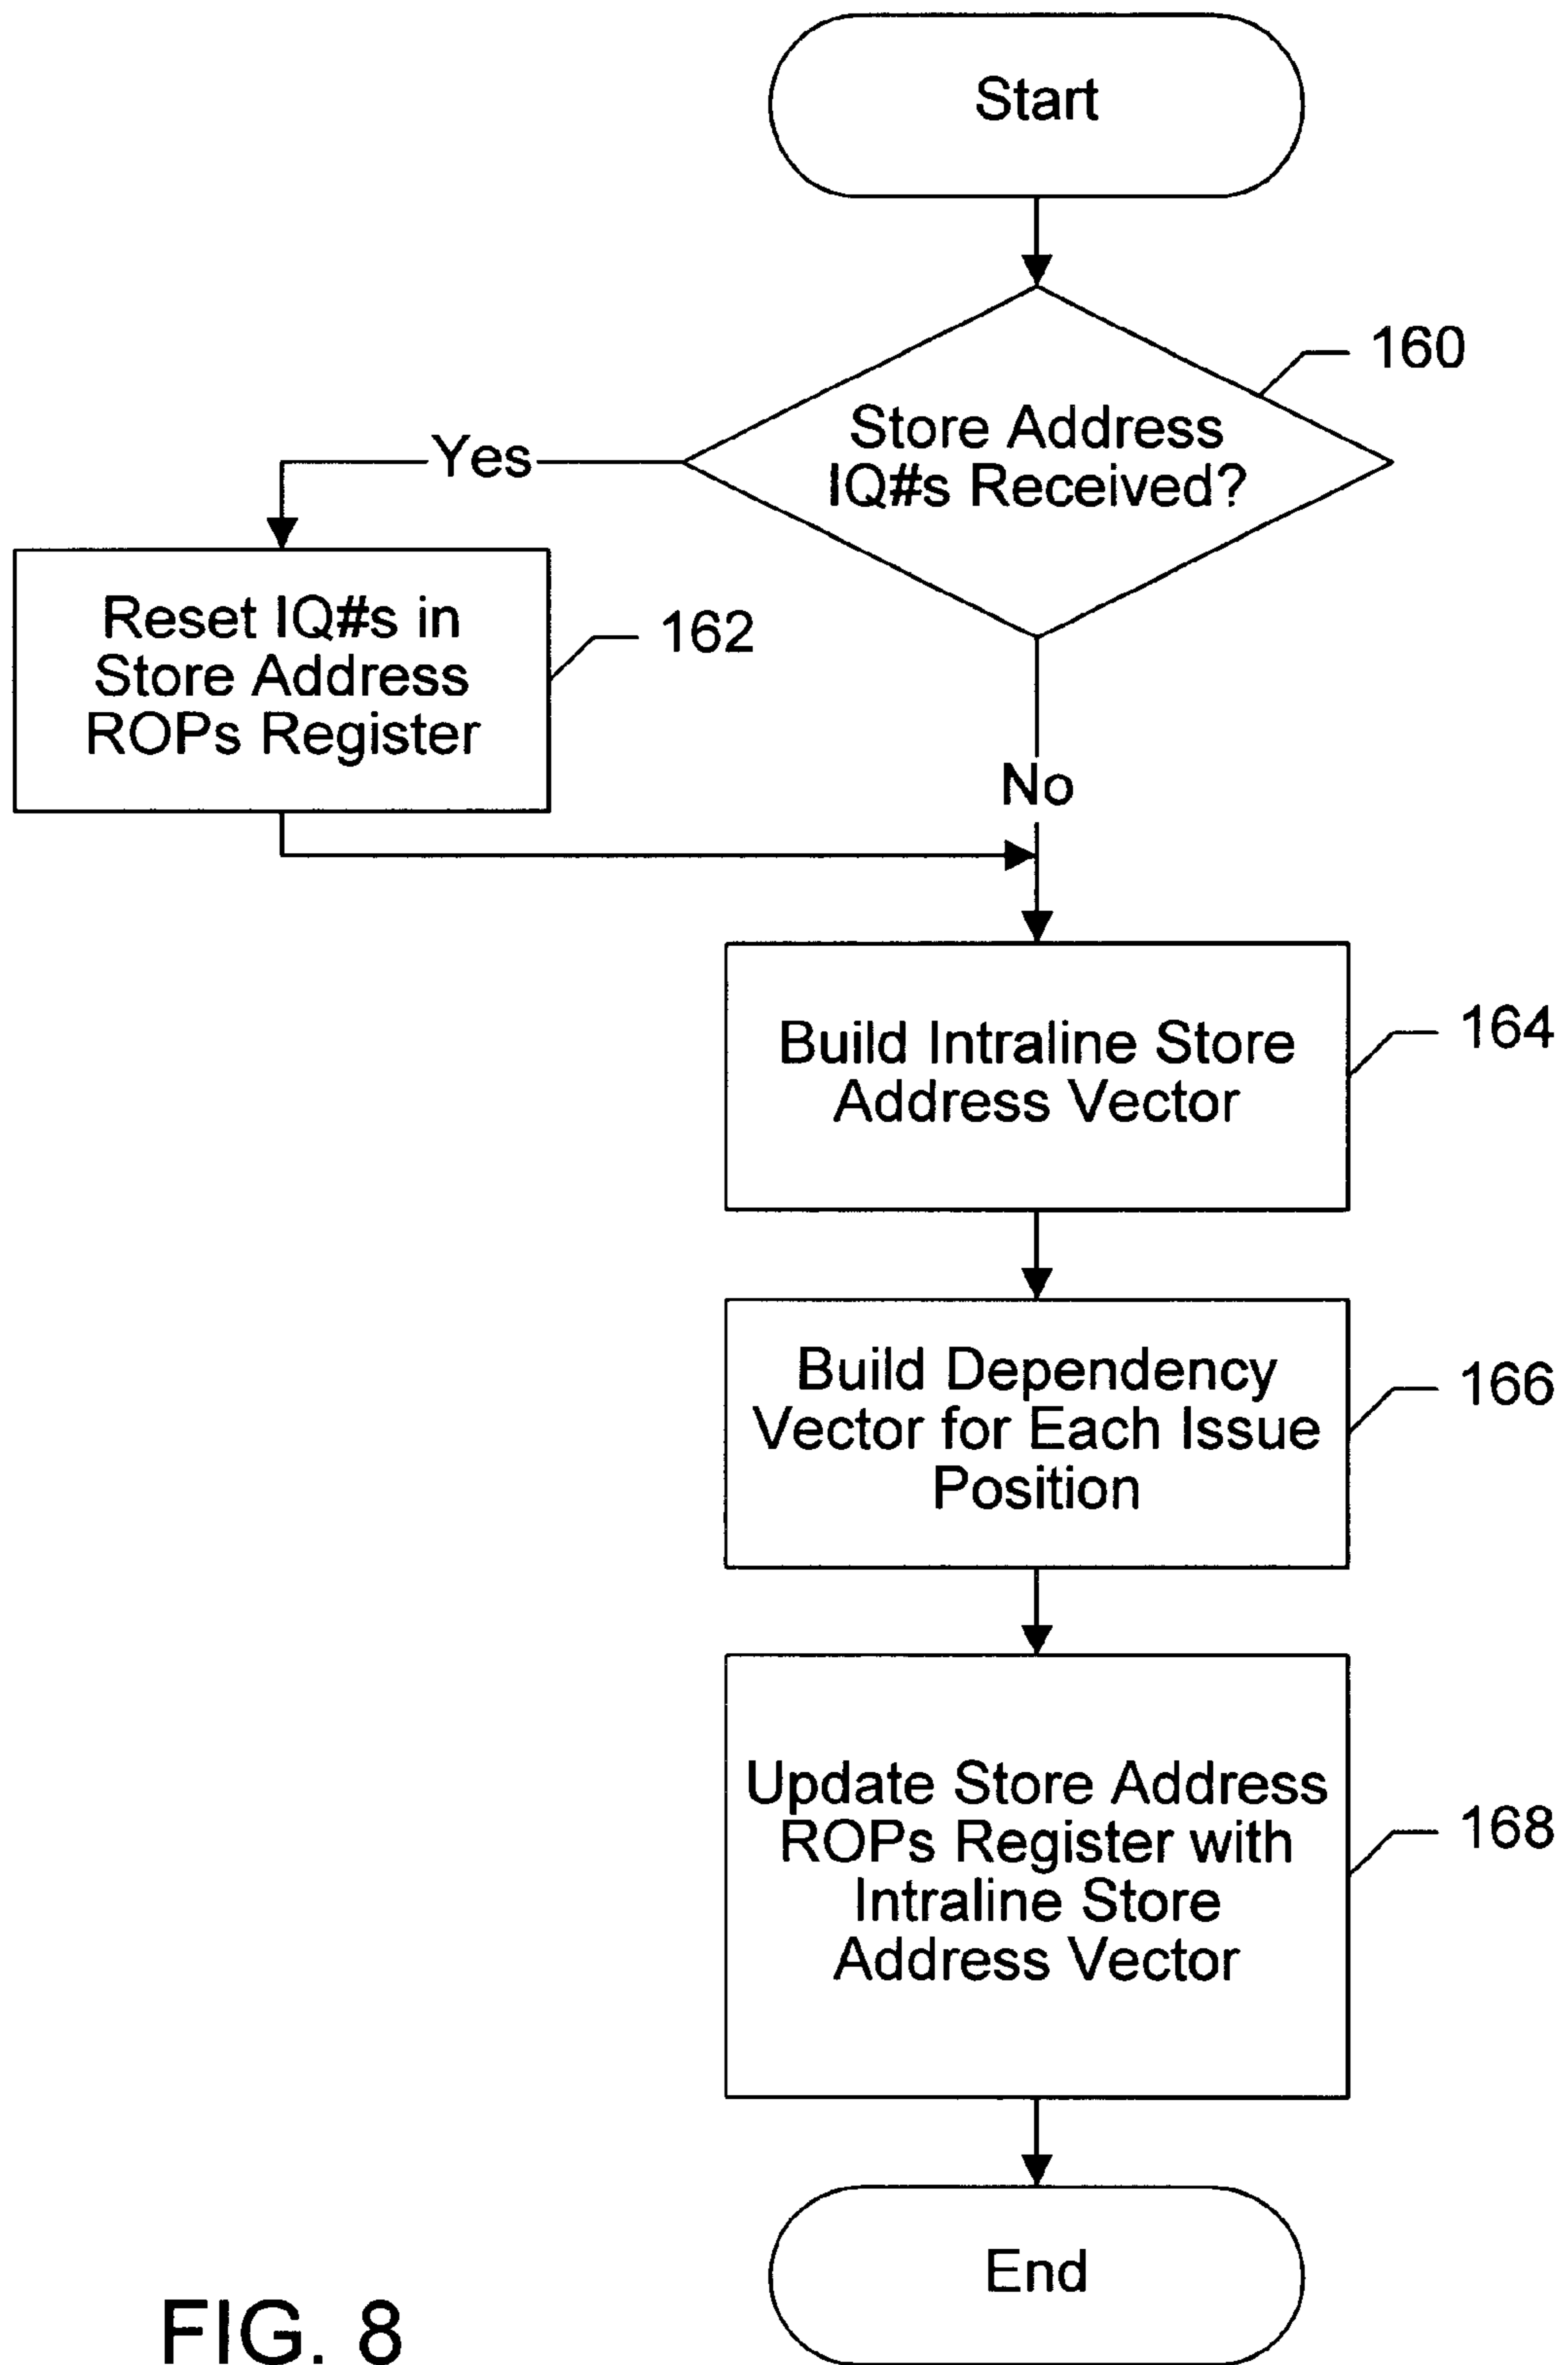 Start
160
Store Address
IQ#s Received?
Yes
Reset IQ#s in
Store Address
ROPs Register
162
No
Build Intraline Store
Address Vector
164
Build Dependency
Vector for Each Issue
Position
166
Update Store Address
ROPs Register with
Intraline Store
Address Vector
168
End
FIG. 8